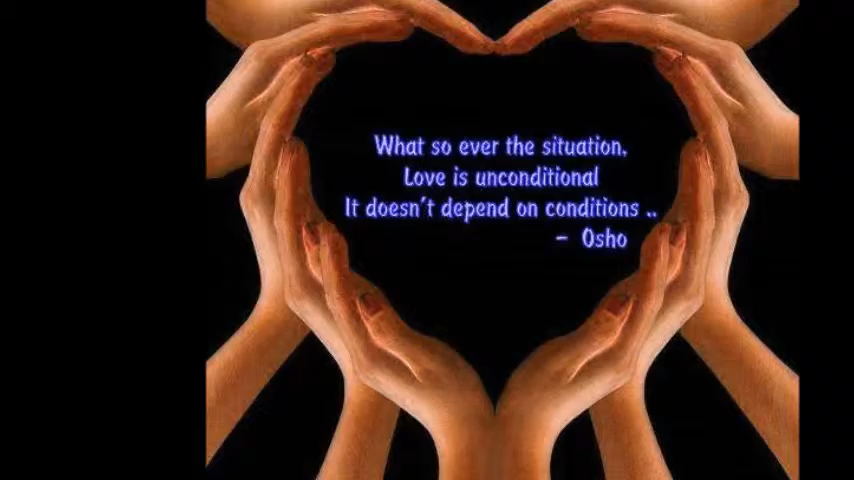 What so ever the situation,
Love is unconditional
It doesn't depend on conditions ..
- Osho